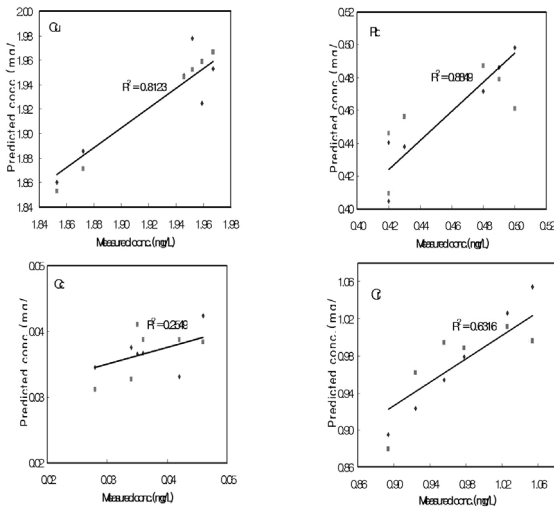 Cu
2.00
1.98
1.96
1.94
1.92
1.90
1.88
1.86
1.84
R² = 0.8123
1.84 1.86 1.88 1.90 1.92 1.94 1.96 1.98
Measured conc. (mg/L)
Predicted conc. (mg/
Pb
0.52
0.50
0.48
0.46
0.44
0.42
0.40
R² = 0.8849
0.40 0.42 0.44 0.46 0.48 0.50 0.52
Measured conc. (mg/L)
Predicted conc. (mg/
0.05
0.04
0.03
0.02
R² = 0.2549
0.02 0.03 0.04 0.05
Measured conc. (mg/L)
Predicted conc. (mg/
1.06
1.02
0.98
0.94
0.90
0.86
R² = 0.6316
0.86 0.90 0.94 0.98 1.02 1.06
Measured conc. (mg/L)
Predicted conc. (mg/